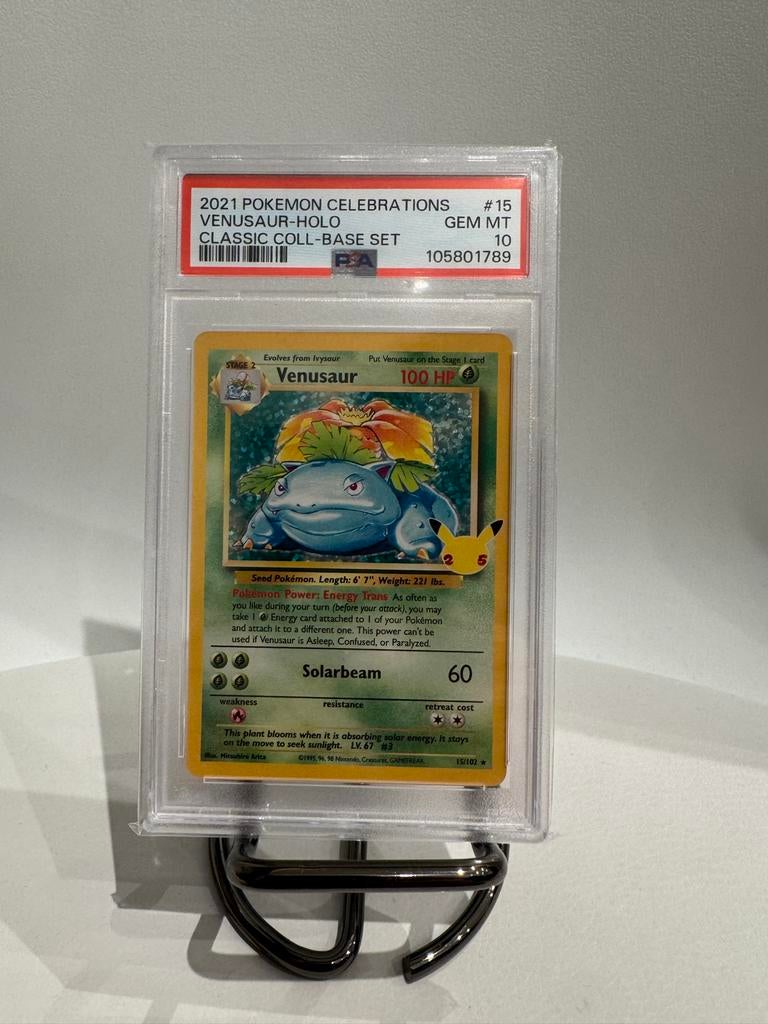 2021 POKEMON CELEBRATIONS #15
VENUSAUR-HOLO GEM MT
CLASSIC COLL-BASE SET 10
PSA 105801789
Evolves from Ivysaur Put Venusaur on the Stage 1 card
STAGE 2
Venusaur 100 HP
25
Seed Pokémon. Length: 6' 7", Weight: 221 lbs.
Pokémon Power: Energy Trans As often as
you like during your turn (before your attack), you may
take 1 Energy card attached to 1 of your Pokémon
and attach it to a different one. This power can't be
used if Venusaur is Asleep, Confused, or Paralyzed.
Solarbeam 60
weakness resistance retreat cost
This plant blooms when it is absorbing solar energy. It stays
on the move to seek sunlight. LV. 67 #3
Illus. Mitsuhiro Arita ©1995, 96, 98 Nintendo, Creatures, GAMEFREAK. 15/102 ★